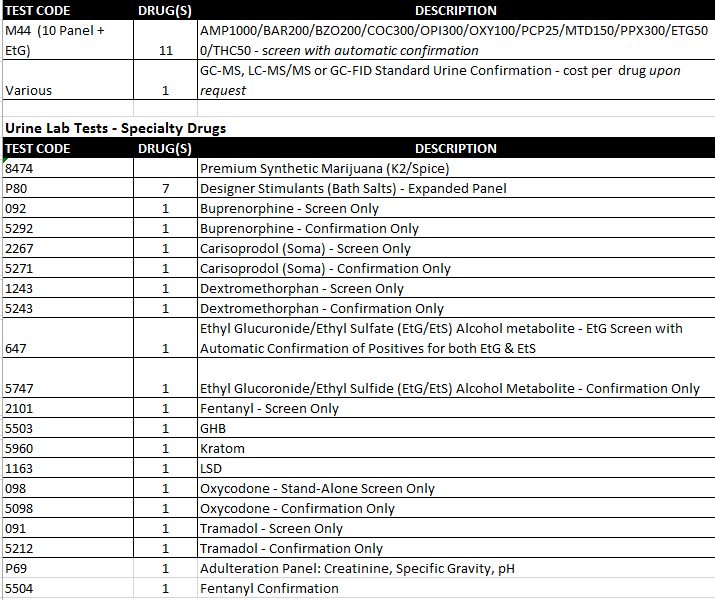 TEST CODE DRUG(S) DESCRIPTION
M44 (10 Panel + EtG) 11 AMP1000/BAR200/BZO200/COC300/OPI300/OXY100/PCP25/MTD150/PPX300/ETG500/THC50 - screen with automatic confirmation
Various 1 GC-MS, LC-MS/MS or GC-FID Standard Urine Confirmation - cost per drug upon request
Urine Lab Tests - Specialty Drugs
TEST CODE DRUG(S) DESCRIPTION
8474 Premium Synthetic Marijuana (K2/Spice)
P80 7 Designer Stimulants (Bath Salts) - Expanded Panel
092 1 Buprenorphine - Screen Only
5292 1 Buprenorphine - Confirmation Only
2267 1 Carisoprodol (Soma) - Screen Only
5271 1 Carisoprodol (Soma) - Confirmation Only
1243 1 Dextromethorphan - Screen Only
5243 1 Dextromethorphan - Confirmation Only
647 1 Ethyl Glucuronide/Ethyl Sulfate (EtG/EtS) Alcohol metabolite - EtG Screen with Automatic Confirmation of Positives for both EtG & EtS
5747 1 Ethyl Glucoronide/Ethyl Sulfide (EtG/EtS) Alcohol Metabolite - Confirmation Only
2101 1 Fentanyl - Screen Only
5503 1 GHB
5960 1 Kratom
1163 1 LSD
098 1 Oxycodone - Stand-Alone Screen Only
5098 1 Oxycodone - Confirmation Only
091 1 Tramadol - Screen Only
5212 1 Tramadol - Confirmation Only
P69 1 Adulteration Panel: Creatinine, Specific Gravity, pH
5504 1 Fentanyl Confirmation